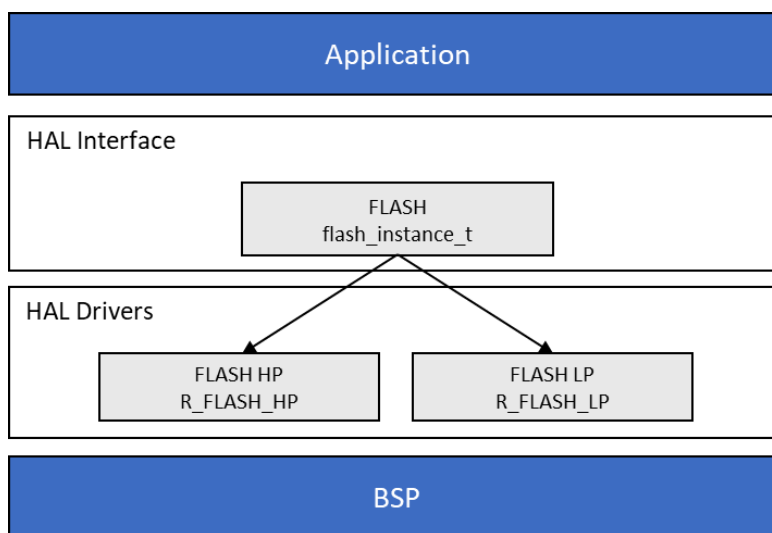 Application
HAL Interface
FLASH
flash_instance_t
HAL Drivers
FLASH HP
R_FLASH_HP
FLASH LP
R_FLASH_LP
BSP